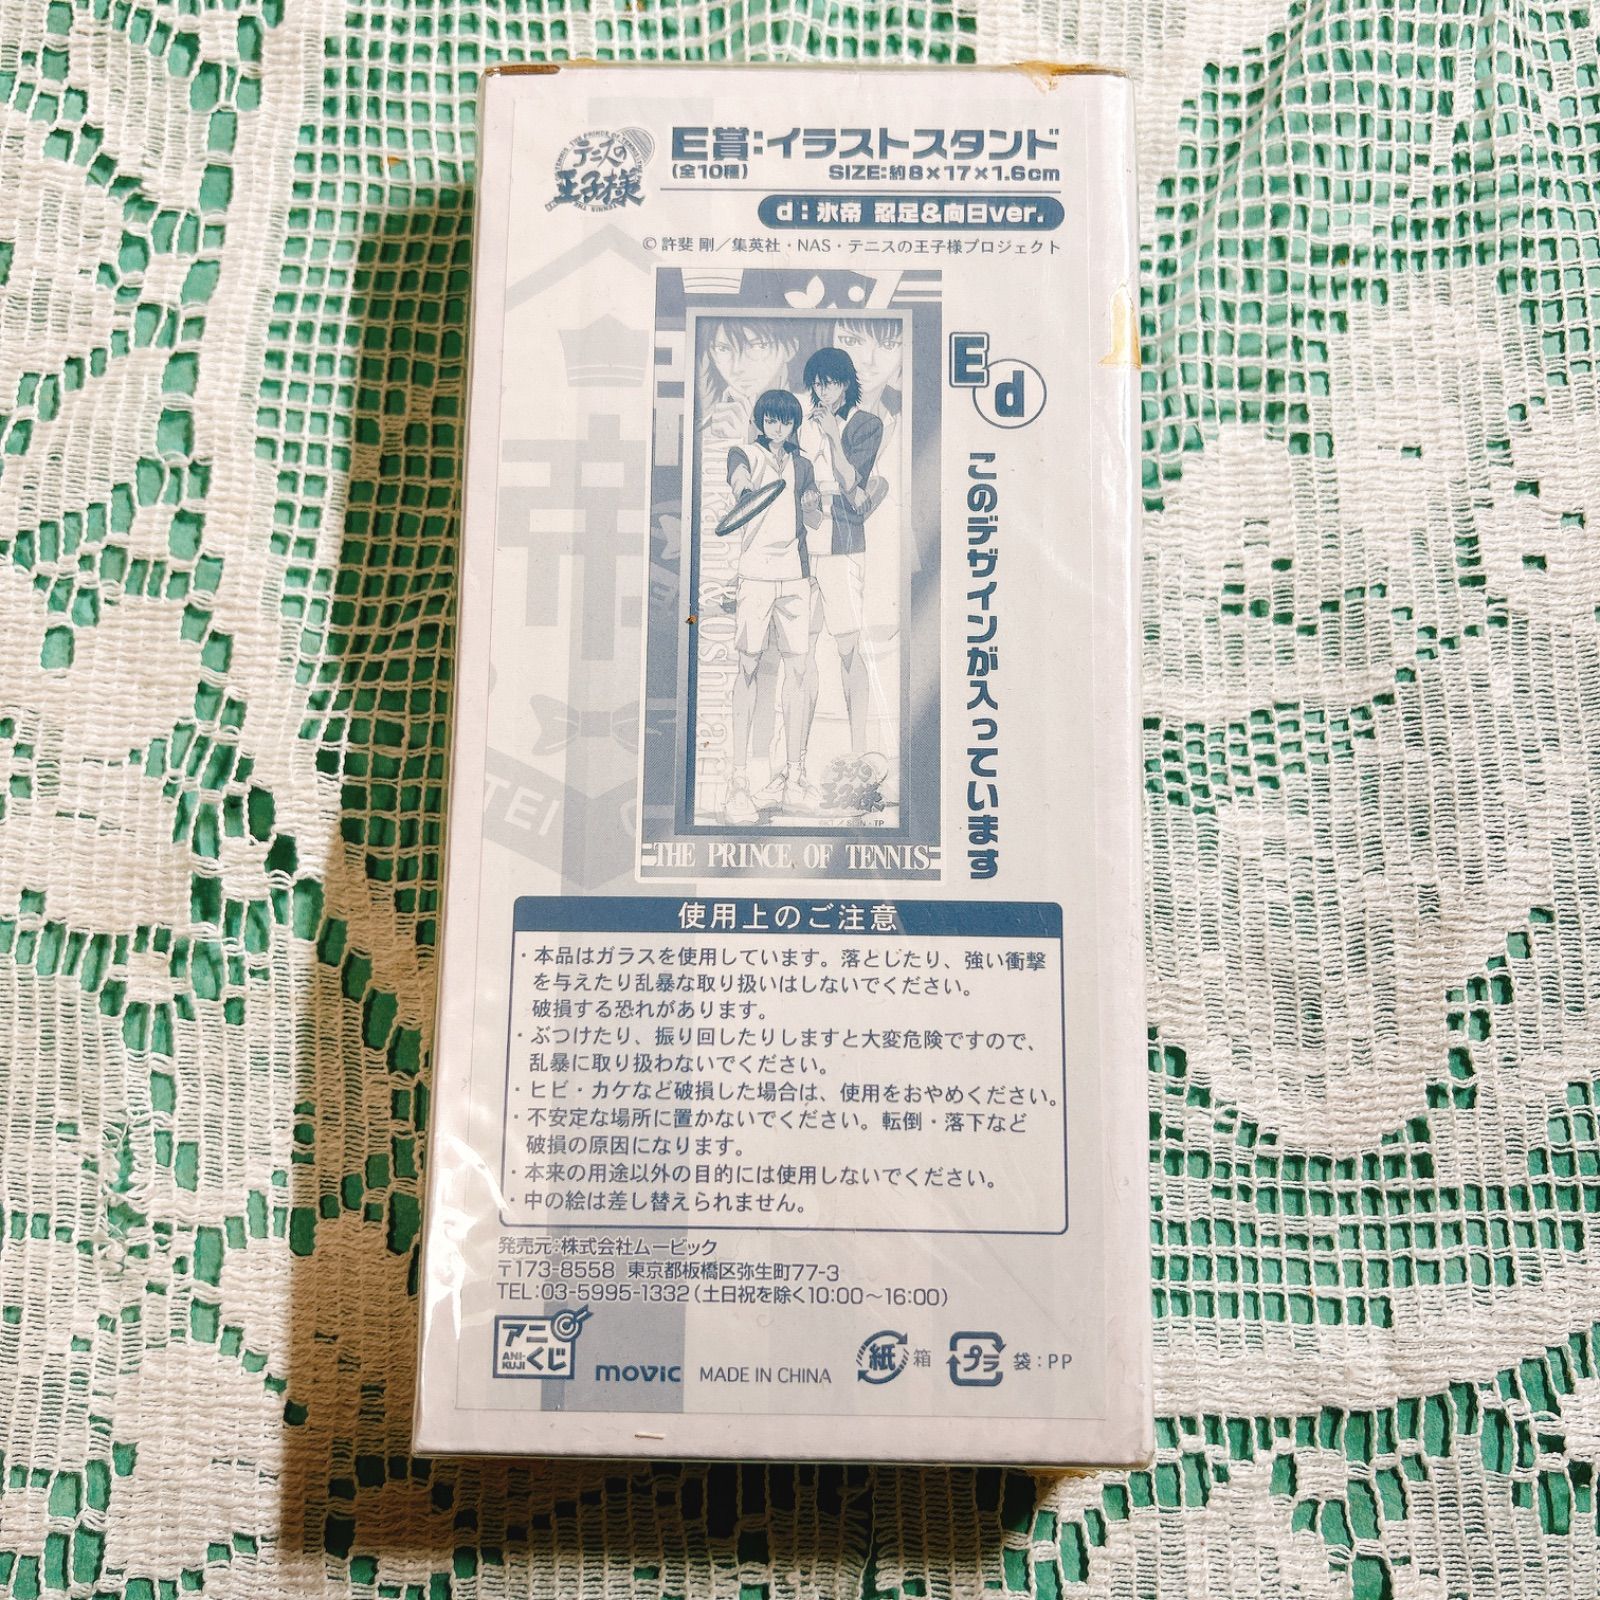 テニスの
王子様
E賞:イラストスタンド
(全10種)
SIZE:約8×17×1.6cm
d:氷帝 忍足&向日ver.
© 許斐 剛/集英社・NAS・テニスの王子様プロジェクト
E
d
このデザインが入っています
テニスの
王子様
THE PRINCE OF TENNIS
使用上のご注意
・本品はガラスを使用しています。落としたり、強い衝撃
を与えたり乱暴な取り扱いはしないでください。
破損する恐れがあります。
・ぶつけたり、振り回したりしますと大変危険ですので、
乱暴に取り扱わないでください。
・ヒビ・カケなど破損した場合は、使用をおやめください。
・不安定な場所に置かないでください。転倒・落下など
破損の原因になります。
・本来の用途以外の目的には使用しないでください。
・中の絵は差し替えられません。
発売元:株式会社ムービック
〒173-8558 東京都板橋区弥生町77-3
TEL:03-5995-1332(土日祝を除く10:00~16:00)
アニ
ANI-KUJI
くじ
movic
MADE IN CHINA
紙
箱
プラ
袋:PP